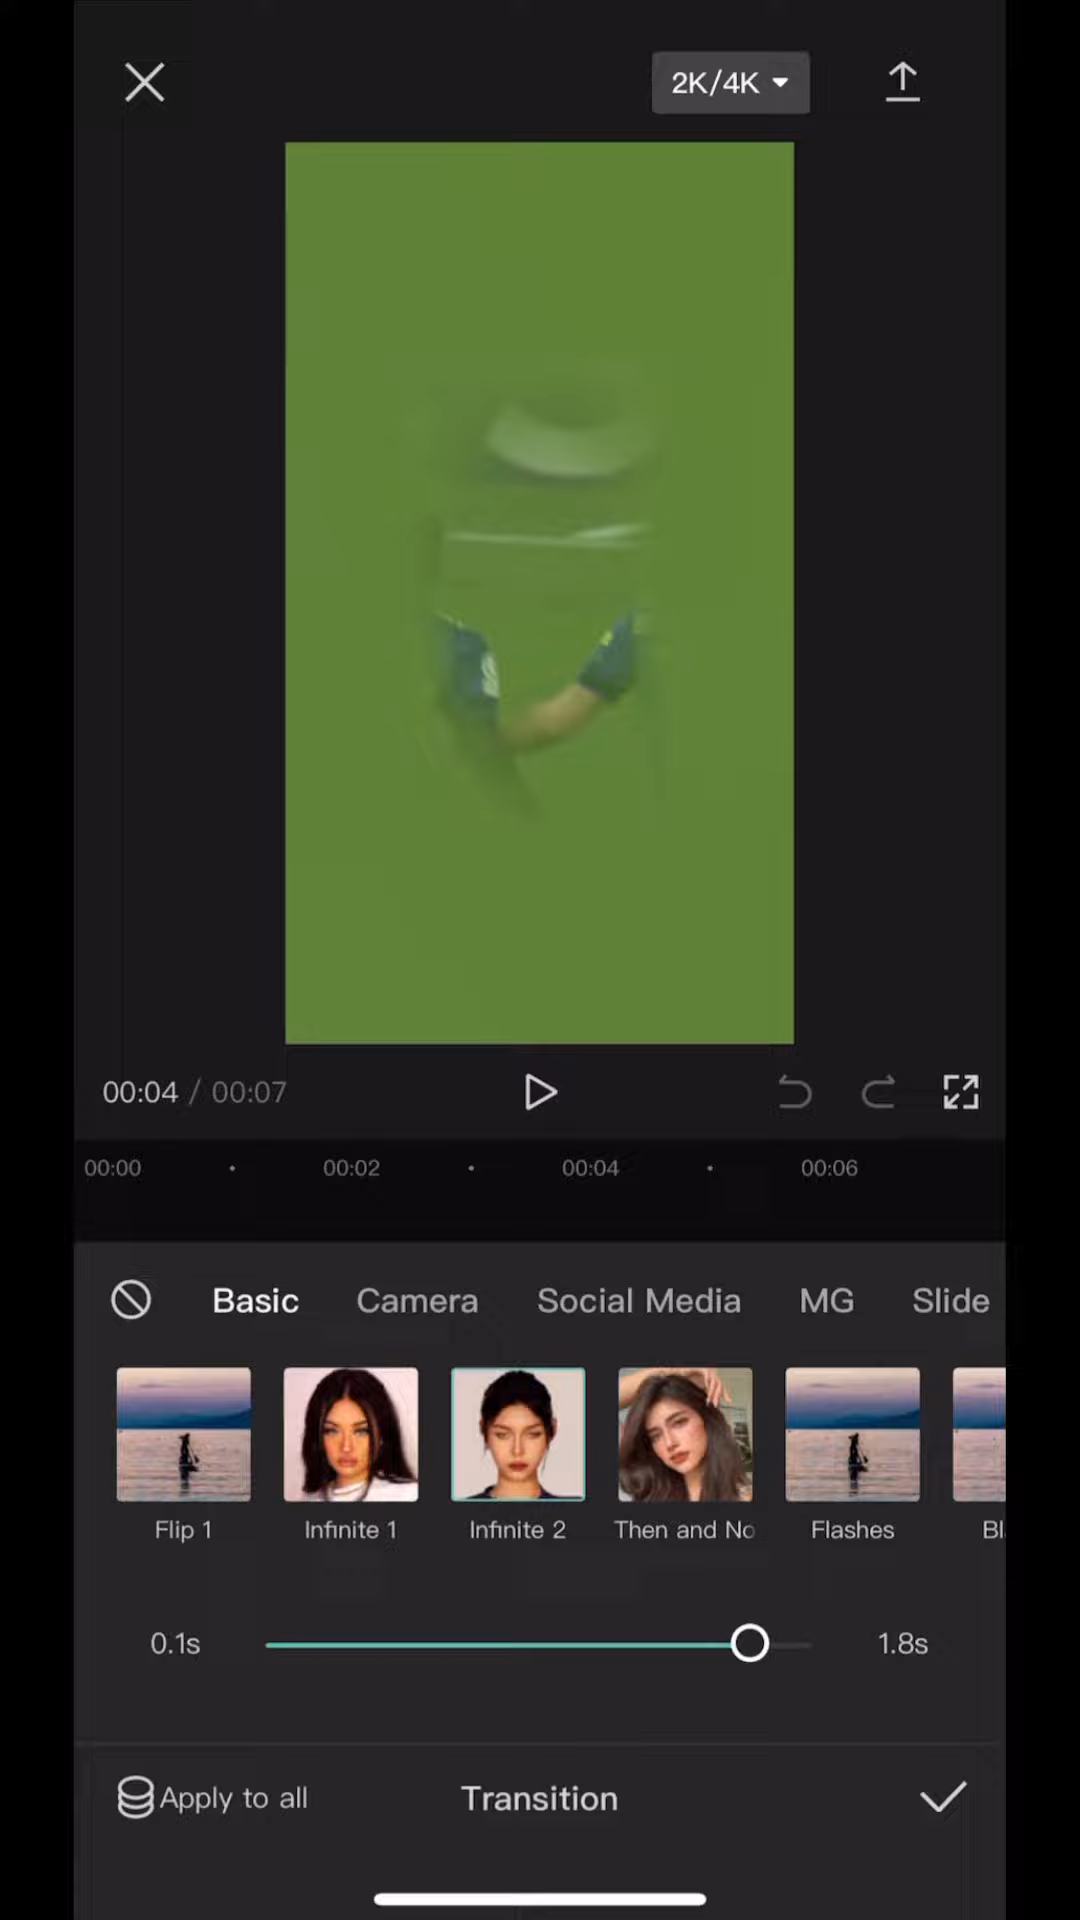 2K/4K
00:04 / 00:07
00:00 00:02 00:04 00:06
Basic Camera Social Media MG Slide
Flip 1 Infinite 1 Infinite 2 Then and No Flashes Bl
0.1s 1.8s
Apply to all Transition